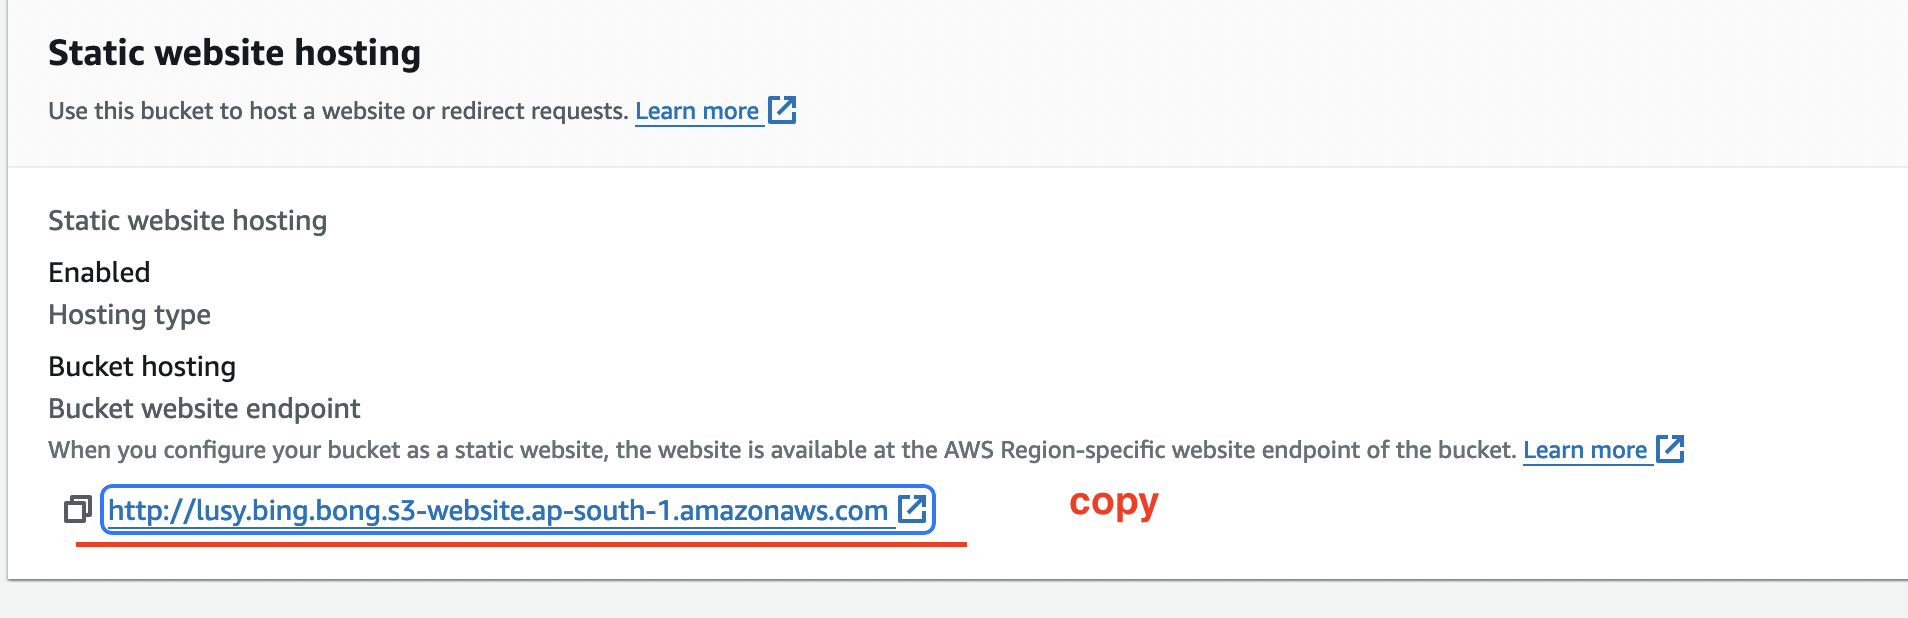 Static website hosting
Use this bucket to host a website or redirect requests. Learn more
Static website hosting
Enabled
Hosting type
Bucket hosting
Bucket website endpoint
When you configure your bucket as a static website, the website is available at the AWS Region-specific website endpoint of the bucket. Learn more
http://lusy.bing.bong.s3-website.ap-south-1.amazonaws.com copy